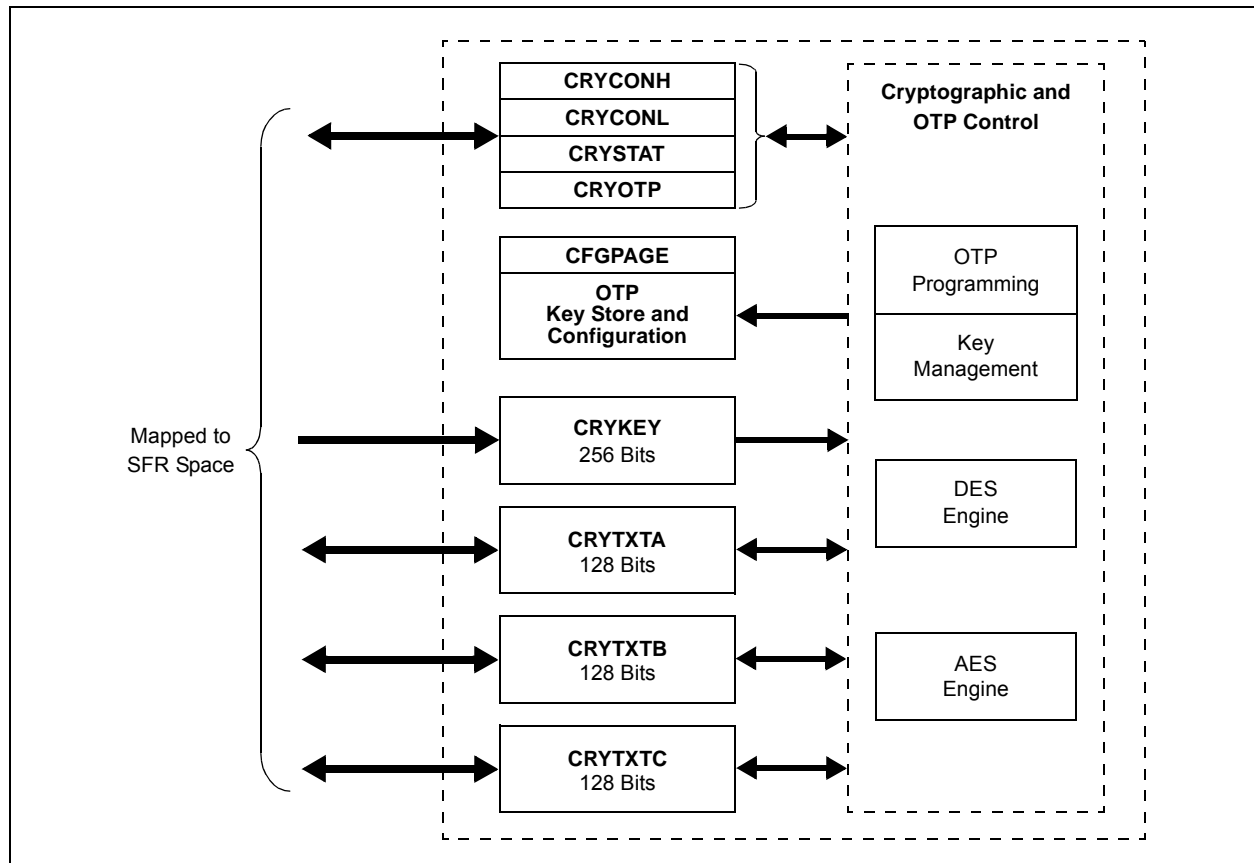 CRYCONH
CRYCONL
CRYSTAT
CRYOTP
Cryptographic and
OTP Control
CFGPAGE
OTP
Key Store and
Configuration
OTP
Programming
Key
Management
Mapped to
SFR Space
CRYKEY
256 Bits
DES
Engine
CRYTXTA
128 Bits
CRYTXTB
128 Bits
AES
Engine
CRYTXTC
128 Bits